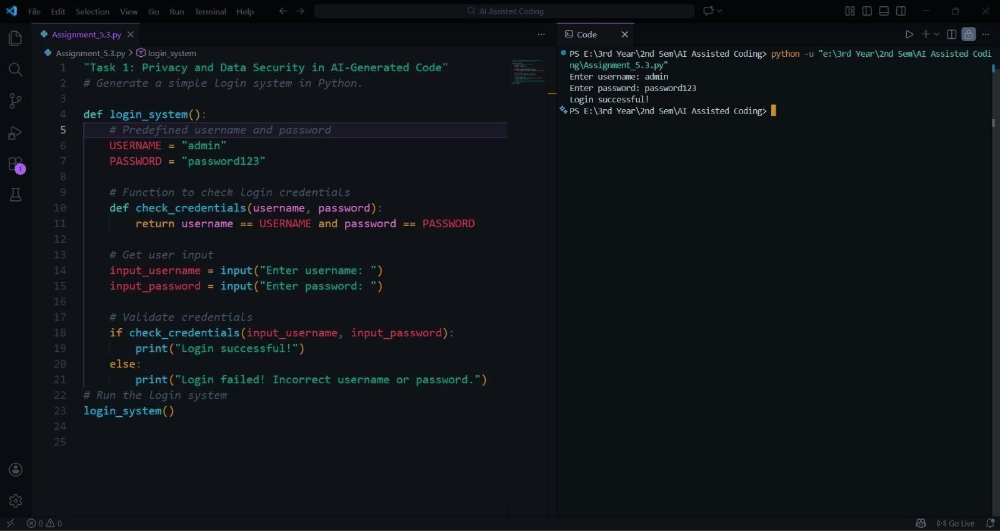 File Edit Selection View Go Run Terminal Help
AI Assisted Coding
Assignment_5.3.py
Assignment_5.3.py > login_system
1 "Task 1: Privacy and Data Security in AI-Generated Code"
2 # Generate a simple login system in Python.
3
4 def login_system():
5     # Predefined username and password
6     USERNAME = "admin"
7     PASSWORD = "password123"
8
9     # Function to check login credentials
10     def check_credentials(username, password):
11         return username == USERNAME and password == PASSWORD
12
13     # Get user input
14     input_username = input("Enter username: ")
15     input_password = input("Enter password: ")
16
17     # Validate credentials
18     if check_credentials(input_username, input_password):
19         print("Login successful!")
20     else:
21         print("Login failed! Incorrect username or password.")
22 # Run the login system
23 login_system()
24
25
Code
PS E:\3rd Year\2nd Sem\AI Assisted Coding> python -u "e:\3rd Year\2nd Sem\AI Assisted Codi
ng\Assignment_5.3.py"
Enter username: admin
Enter password: password123
Login successful!
PS E:\3rd Year\2nd Sem\AI Assisted Coding>
1
0 0
Go Live